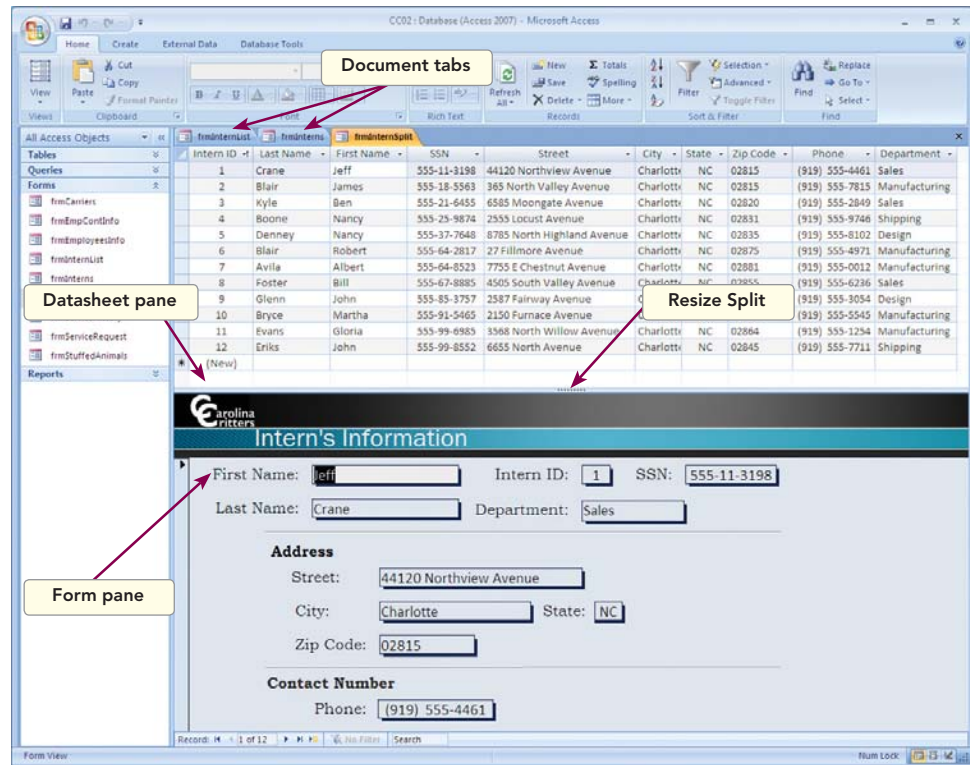 CC02 : Database (Access 2007) - Microsoft Access
Home Create External Data Database Tools
View
Views
Paste
Cut
Copy
Format Painter
Clipboard
B I U A
Font
Rich Text
Refresh All
New
Save
Delete
Totals
Spelling
More
Records
Filter
Selection
Advanced
Toggle Filter
Sort & Filter
Find
Replace
Go To
Select
Find
Document tabs
All Access Objects
Tables
Queries
Forms
frmCarriers
frmEmpContInfo
frmEmployeesInfo
frmInternList
frmInterns
frmServiceRequest
frmStuffedAnimals
Reports
frmInternList frmInterns frmInternSplit
Intern ID Last Name First Name SSN Street City State Zip Code Phone Department
1 Crane Jeff 555-11-3198 44120 Northview Avenue Charlott NC 02815 (919) 555-4461 Sales
2 Blair James 555-18-5563 365 North Valley Avenue Charlott NC 02815 (919) 555-7815 Manufacturing
3 Kyle Ben 555-21-6455 6585 Moongate Avenue Charlott NC 02820 (919) 555-2849 Sales
4 Boone Nancy 555-25-9874 2555 Locust Avenue Charlott NC 02831 (919) 555-9746 Shipping
5 Denney Nancy 555-37-7648 8785 North Highland Avenue Charlott NC 02835 (919) 555-8102 Design
6 Blair Robert 555-64-2817 27 Fillmore Avenue Charlott NC 02875 (919) 555-4971 Manufacturing
7 Avila Albert 555-64-8523 7755 E Chestnut Avenue Charlott NC 02881 (919) 555-0012 Manufacturing
8 Foster Bill 555-67-8885 4505 South Valley Avenue Charlott NC 02855 (919) 555-6236 Sales
9 Glenn John 555-85-3757 2587 Fairway Avenue (919) 555-3054 Design
10 Bryce Martha 555-91-5465 2150 Furnace Avenue (919) 555-5545 Manufacturing
11 Evans Gloria 555-99-6985 3568 North Willow Avenue Charlott NC 02864 (919) 555-1254 Manufacturing
12 Eriks John 555-99-8552 6655 North Avenue Charlott NC 02845 (919) 555-7711 Shipping
(New)
Datasheet pane
Resize Split
Carolina
Critters
Intern's Information
First Name: Jeff Intern ID: 1 SSN: 555-11-3198
Last Name: Crane Department: Sales
Address
Street: 44120 Northview Avenue
City: Charlotte State: NC
Zip Code: 02815
Contact Number
Phone: (919) 555-4461
Form pane
Record: 1 of 12 No Filter Search
Form View Num Lock